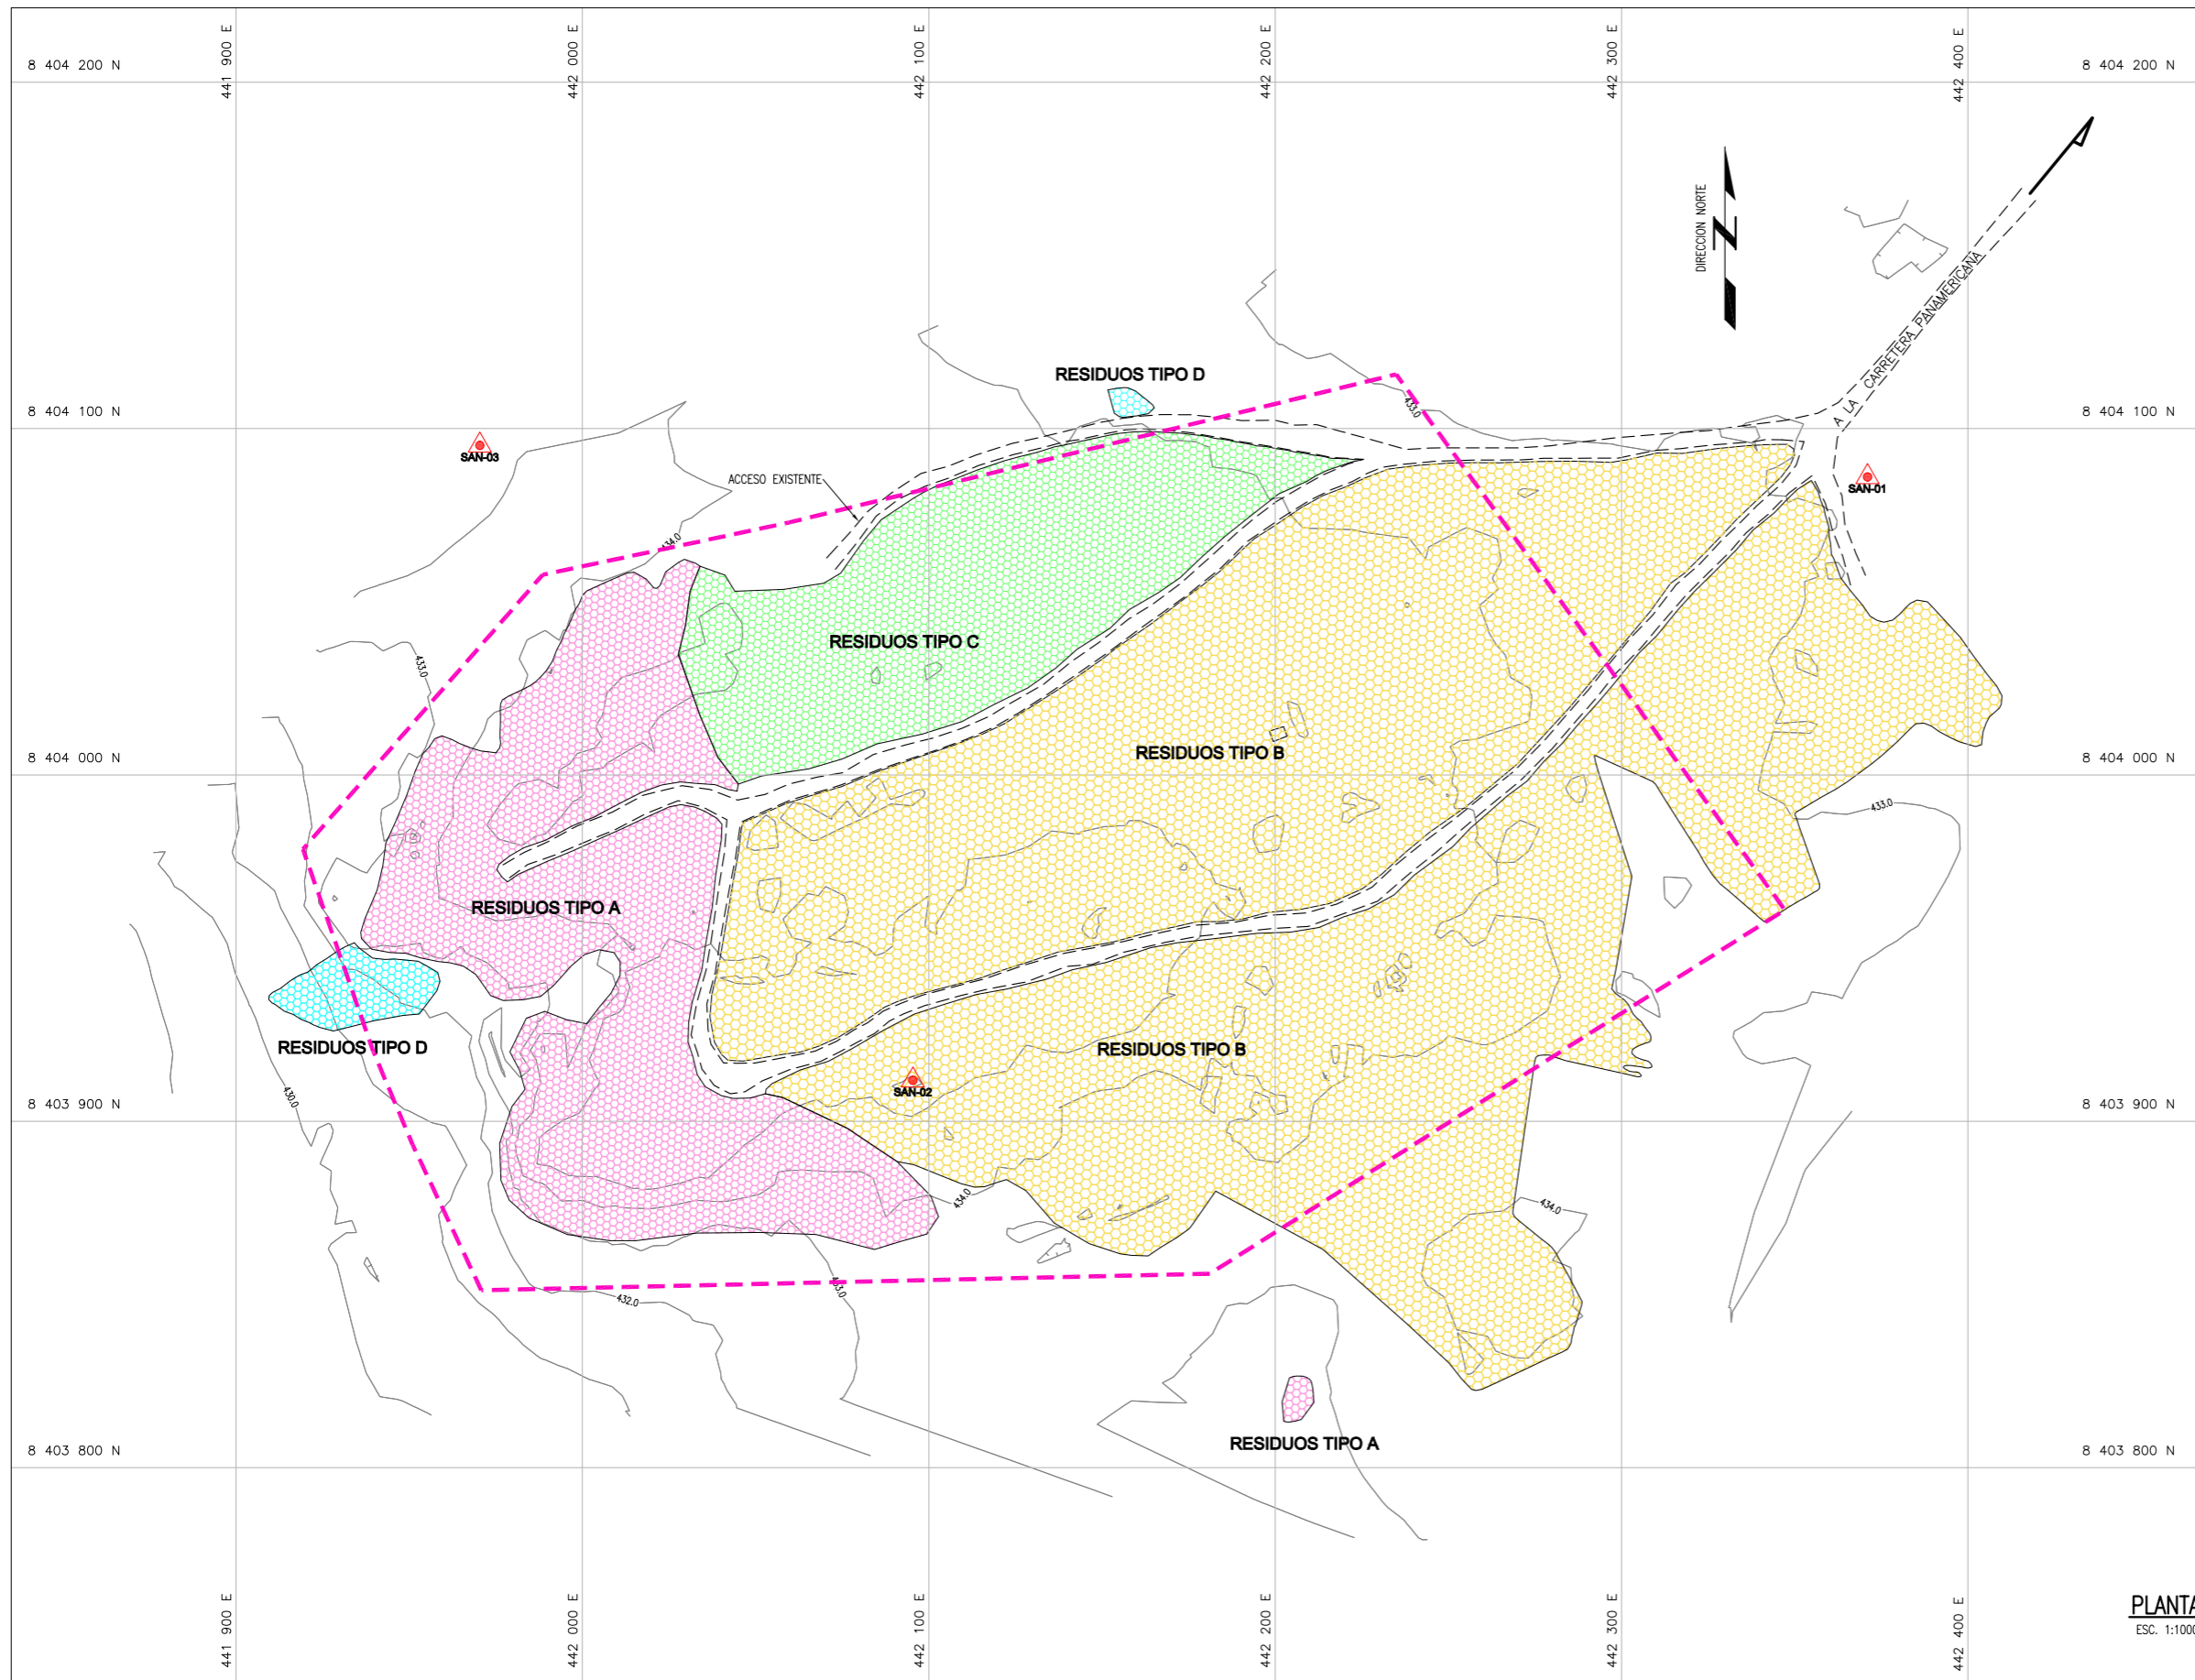 441 900 E
442 000 E
442 100 E
442 200 E
442 300 E
442 400 E
8 404 200 N
8 404 200 N
DIRECCION NORTE
N
A LA CARRETERA PANAMERICANA
RESIDUOS TIPO D
433.0
8 404 100 N
8 404 100 N
SAN-03
ACCESO EXISTENTE
SAN-01
434.0
RESIDUOS TIPO C
433.0
RESIDUOS TIPO B
8 404 000 N
8 404 000 N
433.0
RESIDUOS TIPO A
RESIDUOS TIPO D
RESIDUOS TIPO B
430.0
SAN-02
8 403 900 N
8 403 900 N
434.0
434.0
433.0
432.0
RESIDUOS TIPO A
8 403 800 N
8 403 800 N
441 900 E
442 000 E
442 100 E
442 200 E
442 300 E
442 400 E
PLANTA
ESC. 1:1000